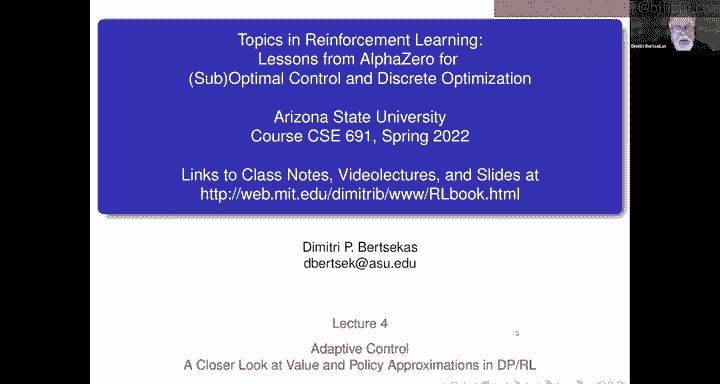 Topics in Reinforcement Learning:
Lessons from AlphaZero for
(Sub)Optimal Control and Discrete Optimization
Arizona State University
Course CSE 691, Spring 2022
Links to Class Notes, Videolectures, and Slides at
http://web.mit.edu/dimitrib/www/RLbook.html
Dimitri P. Bertsekas
dbertsek@asu.edu
Lecture 4
Adaptive Control
A Closer Look at Value and Policy Approximations in DP/RL
Dimitri Bertsekas